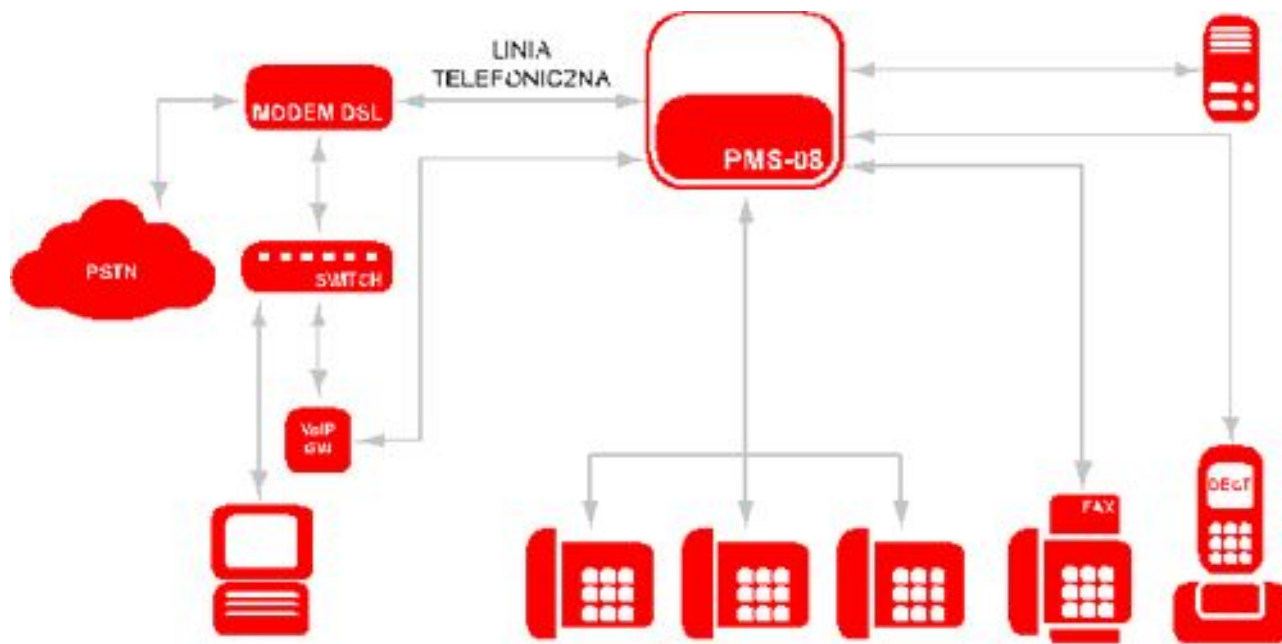 LINIA
TELEFONICZNA
MODEM DSL
PMS-08
PSTN
SWITCH
VoIP
GW
FAX
DECT